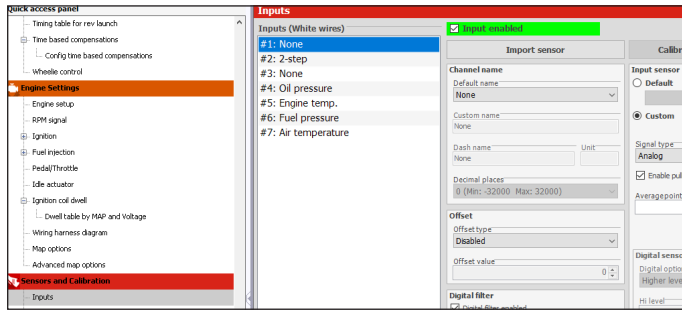 Quick access panel
Timing table for rev launch
Time based compensations
Config time based compensations
Wheelie control
Engine Settings
Engine setup
RPM signal
Ignition
Fuel injection
Pedal/Throttle
Idle actuator
Ignition coil dwell
Dwell table by MAP and Voltage
Wiring harness diagram
Map options
Advanced map options
Sensors and Calibration
Inputs
Inputs
Inputs (White wires)
#1: None
#2: 2-step
#3: None
#4: Oil pressure
#5: Engine temp.
#6: Fuel pressure
#7: Air temperature
Input enabled
Import sensor
Channel name
Default name
None
Custom name
None
Dash name Unit
None
Decimal places
0 (Min: -32000 Max: 32000)
Offset
Offset type
Disabled
Offset value
0
Digital filter
Digital filter enabled
Calibr
Input sensor
Default
Custom
Signal type
Analog
Enable pul
Averagepoint
Digital senso
Digital optio
Higher leve
Hi level